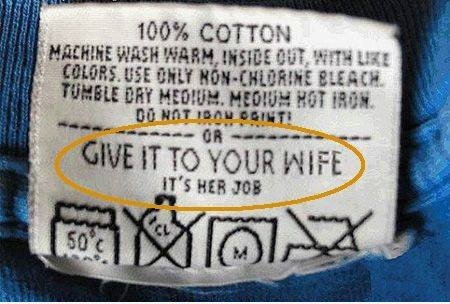 100% COTTON
MACHINE WASH WARM, INSIDE OUT, WITH LIKE
COLORS. USE ONLY NON-CHLORINE BLEACH.
TUMBLE DRY MEDIUM. MEDIUM HOT IRON.
DO NOT IRON PRINT!
OR
GIVE IT TO YOUR WIFE
IT'S HER JOB
50°C CL M